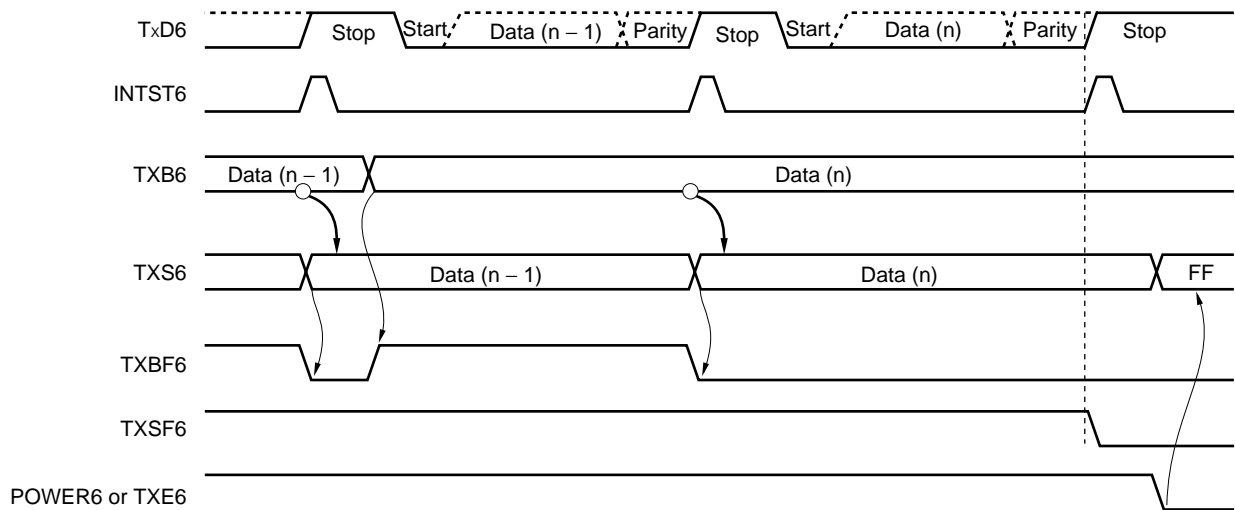 TxD6 Stop Start Data (n − 1) Parity Stop Start Data (n) Parity Stop
INTST6
TXB6 Data (n − 1) Data (n)
TXS6 Data (n − 1) Data (n) FF
TXBF6
TXSF6
POWER6 or TXE6